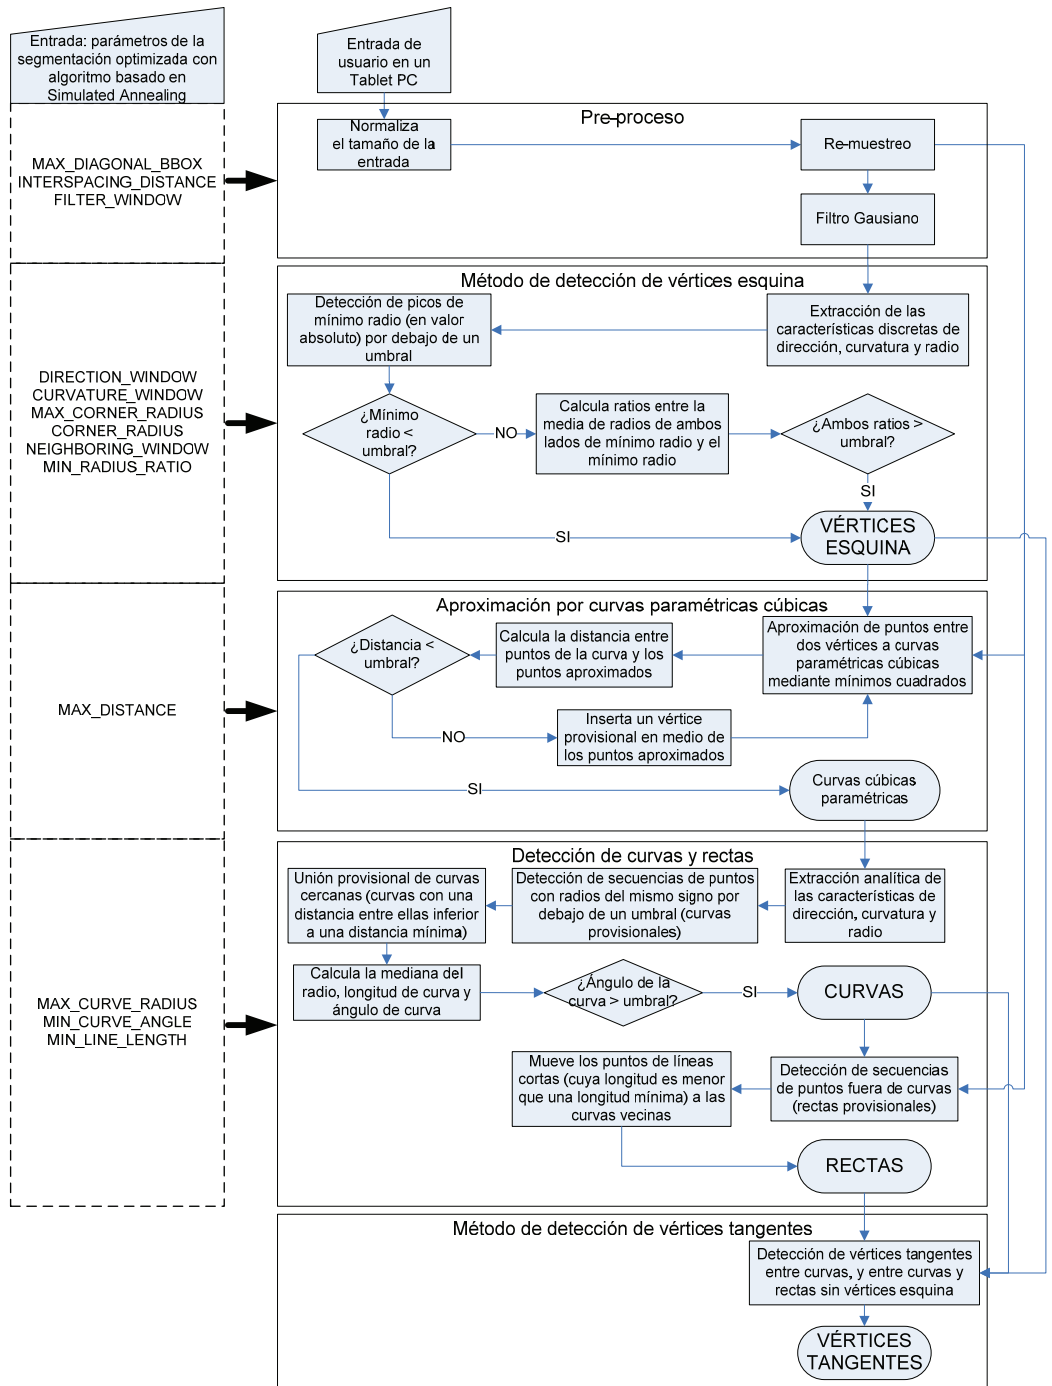 Entrada: parámetros de la
segmentación optimizada con
algoritmo basado en
Simulated Annealing
Entrada de
usuario en un
Tablet PC
MAX_DIAGONAL_BBOX
INTERSPACING_DISTANCE
FILTER_WINDOW
Pre-proceso
Normaliza
el tamaño de la
entrada
Re-muestreo
Filtro Gausiano
DIRECTION_WINDOW
CURVATURE_WINDOW
MAX_CORNER_RADIUS
CORNER_RADIUS
NEIGHBORING_WINDOW
MIN_RADIUS_RATIO
Método de detección de vértices esquina
Detección de picos de
mínimo radio (en valor
absoluto) por debajo de un
umbral
Extracción de las
características discretas de
dirección, curvatura y radio
¿Mínimo
radio <
umbral?
NO
Calcula ratios entre la
media de radios de ambos
lados de mínimo radio y el
mínimo radio
¿Ambos ratios >
umbral?
SI
SI
VÉRTICES
ESQUINA
MAX_DISTANCE
Aproximación por curvas paramétricas cúbicas
¿Distancia <
umbral?
Calcula la distancia entre
puntos de la curva y los
puntos aproximados
Aproximación de puntos entre
dos vértices a curvas
paramétricas cúbicas
mediante mínimos cuadrados
NO
Inserta un vértice
provisional en medio de
los puntos aproximados
SI
Curvas cúbicas
paramétricas
MAX_CURVE_RADIUS
MIN_CURVE_ANGLE
MIN_LINE_LENGTH
Detección de curvas y rectas
Unión provisional de curvas
cercanas (curvas con una
distancia entre ellas inferior
a una distancia mínima)
Detección de secuencias de puntos
con radios del mismo signo por
debajo de un umbral (curvas
provisionales)
Extracción analítica de
las características de
dirección, curvatura y
radio
Calcula la mediana del
radio, longitud de curva y
ángulo de curva
¿Ángulo de la
curva > umbral?
SI
CURVAS
Mueve los puntos de líneas
cortas (cuya longitud es menor
que una longitud mínima) a las
curvas vecinas
Detección de secuencias
de puntos fuera de curvas
(rectas provisionales)
RECTAS
Método de detección de vértices tangentes
Detección de vértices tangentes
entre curvas, y entre curvas y
rectas sin vértices esquina
VÉRTICES
TANGENTES